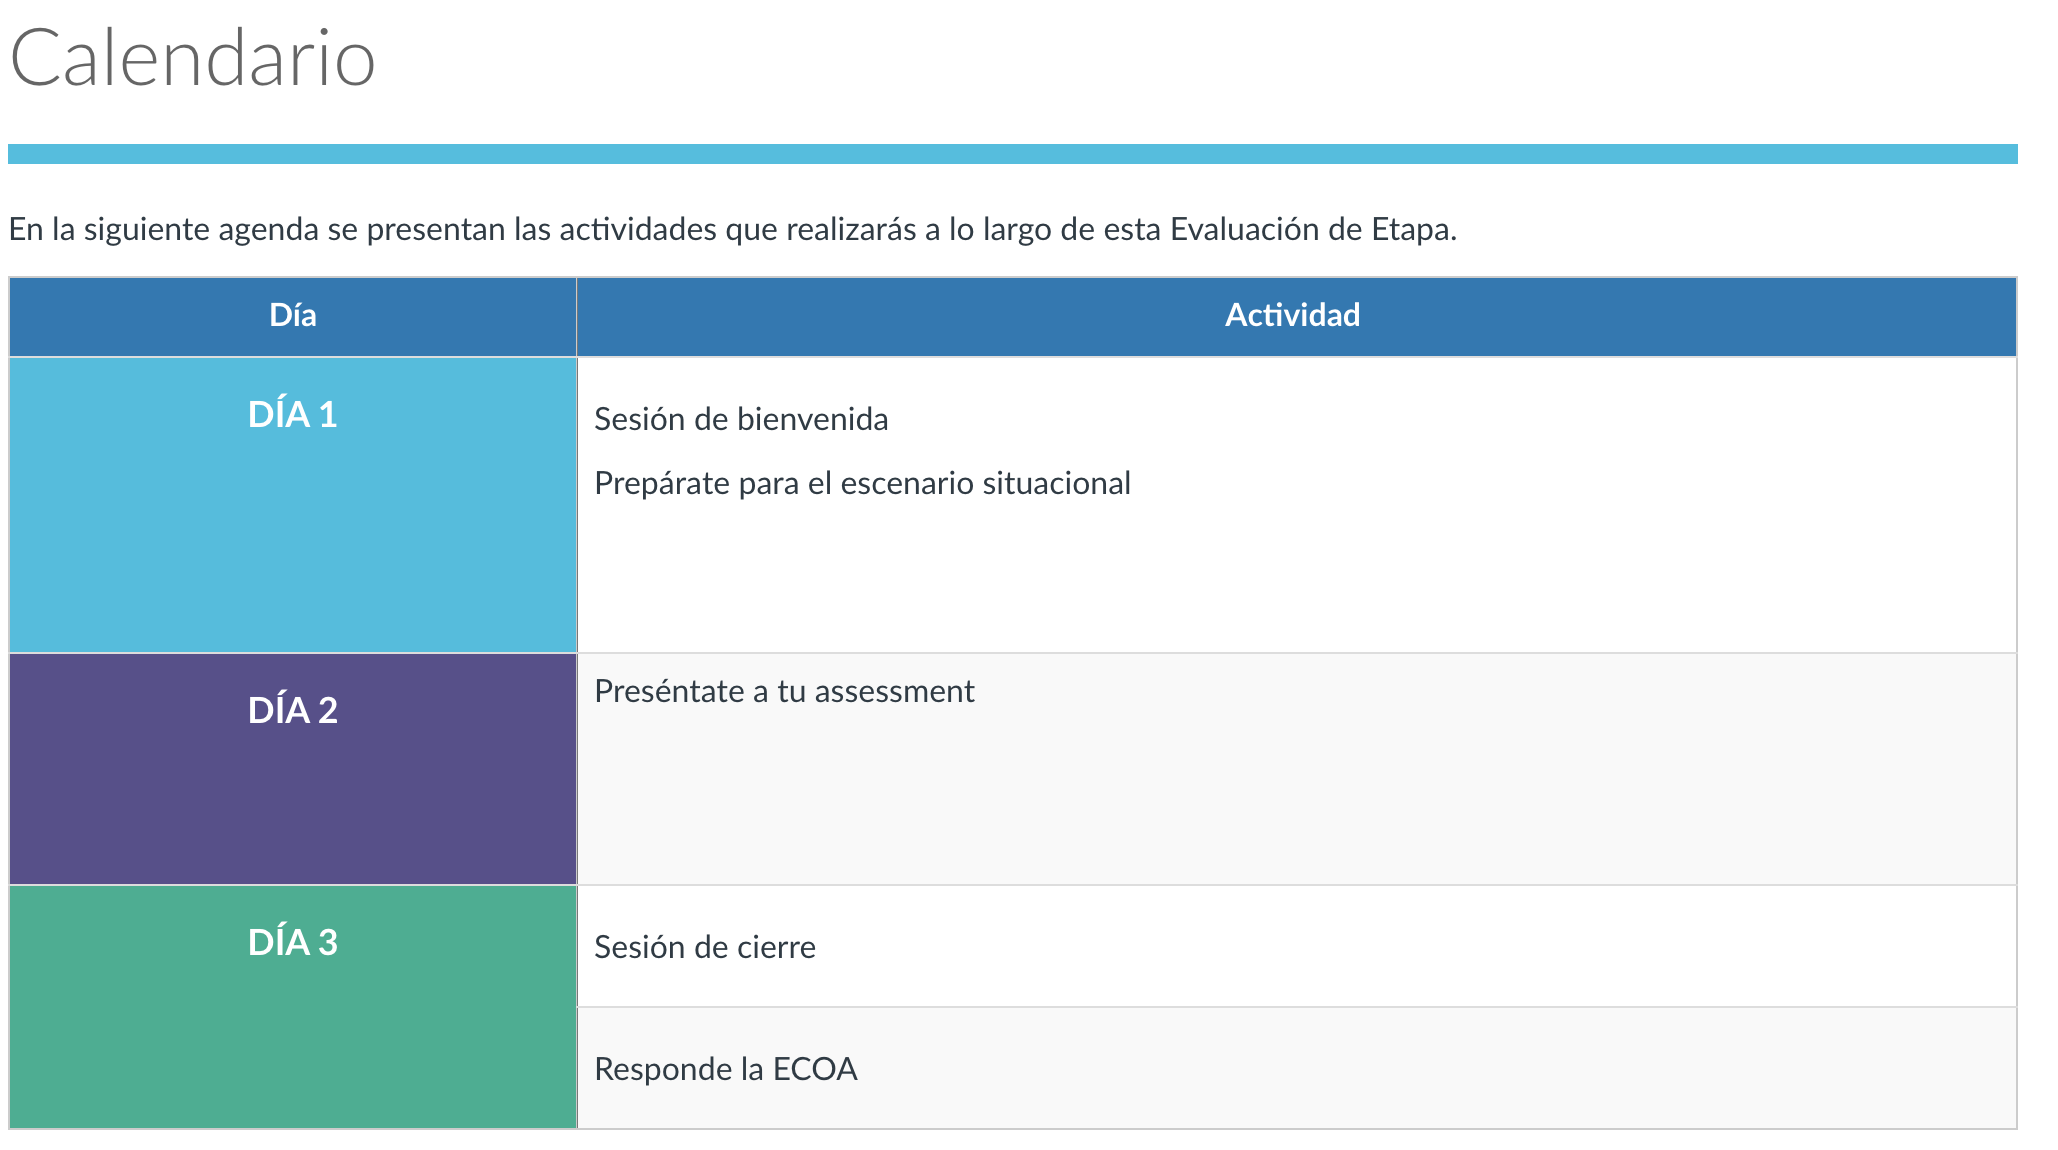 Calendario
En la siguiente agenda se presentan las actividades que realizarás a lo largo de esta Evaluación de Etapa.
Día
Actividad
DÍA 1
Sesión de bienvenida
Prepárate para el escenario situacional
DÍA 2
Preséntate a tu assessment
DÍA 3
Sesión de cierre
Responde la ECOA